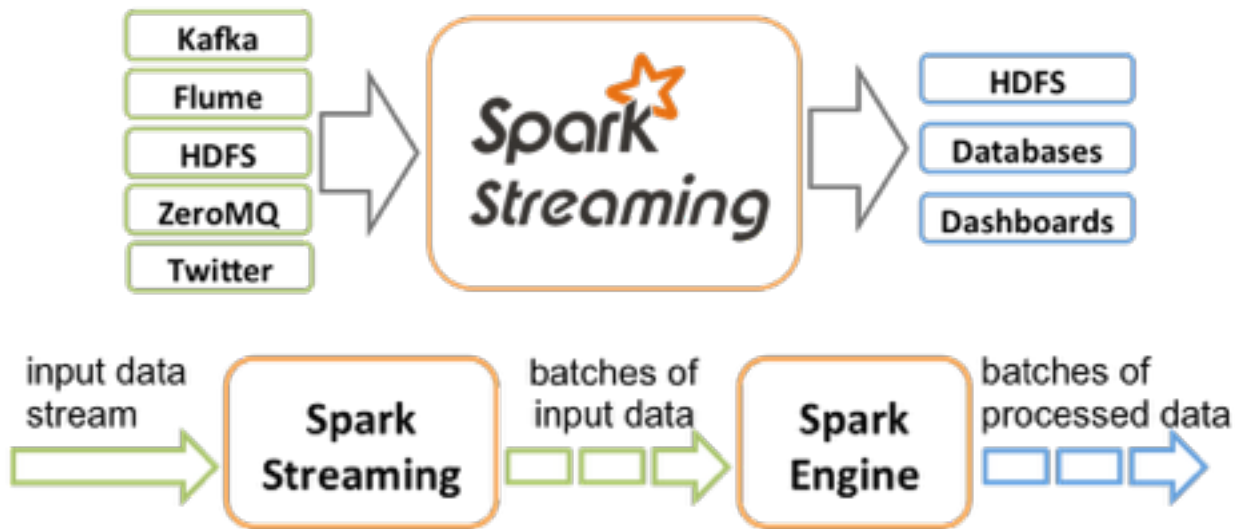 Kafka
Flume
HDFS
ZeroMQ
Twitter
Spark
Streaming
HDFS
Databases
Dashboards
input data
stream
Spark
Streaming
batches of
input data
Spark
Engine
batches of
processed data